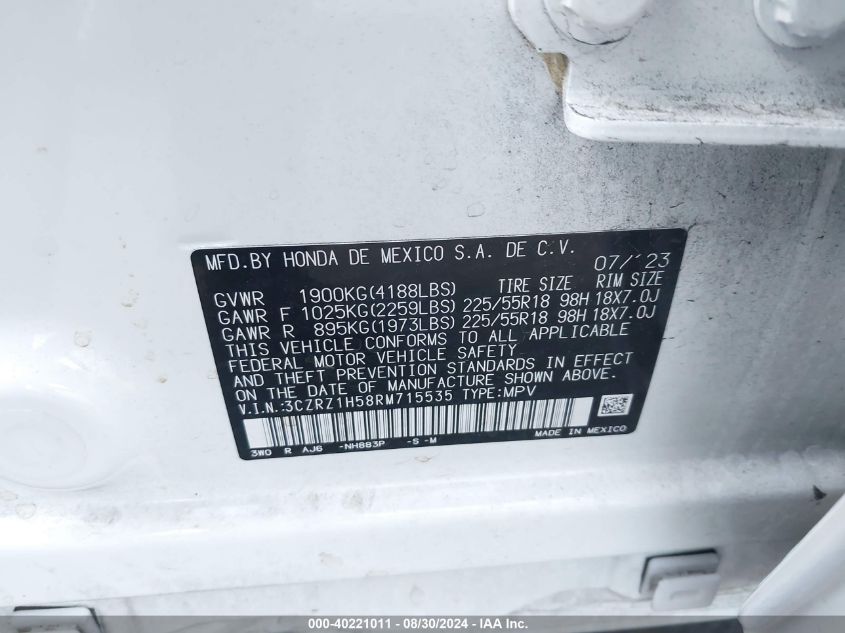 MFD.BY HONDA DE MEXICO S.A. DE C.V. 07/'23
TIRE SIZE RIM SIZE
GVWR 1900KG(4188LBS)
GAWR F 1025KG(2259LBS) 225/55R18 98H 18X7.0J
GAWR R 895KG(1973LBS) 225/55R18 98H 18X7.0J
THIS VEHICLE CONFORMS TO ALL APPLICABLE
FEDERAL MOTOR VEHICLE SAFETY
AND THEFT PREVENTION STANDARDS IN EFFECT
ON THE DATE OF MANUFACTURE SHOWN ABOVE.
V.I.N.:3CZRZ1H58RM715535 TYPE:MPV
3W0 R AJ6 -NH883P -S -M MADE IN MEXICO
000-40221011 - 08/30/2024 - IAA Inc.